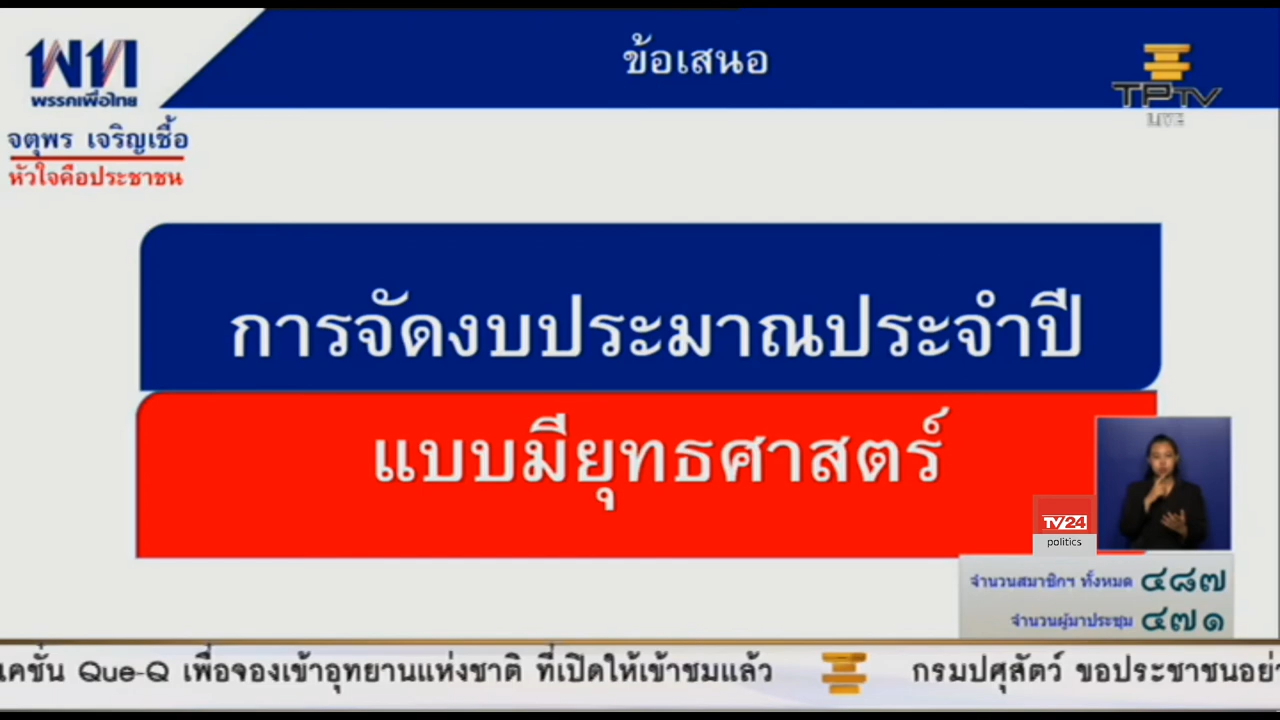 ข้อเสนอ
พท
พรรคเพื่อไทย
TPTV
LIVE
จตุพร เจริญเชื้อ
หัวใจคือประชาชน
การจัดงบประมาณประจำปี
แบบมียุทธศาสตร์
TV24
politics
จำนวนสมาชิกฯ ทั้งหมด ๔๘๗
จำนวนผู้มาประชุม ๔๗๑
เคชั่น Que-Q เพื่อจองเข้าอุทยานแห่งชาติ ที่เปิดให้เข้าชมแล้ว กรมปศุสัตว์ ขอประชาชนอย่า